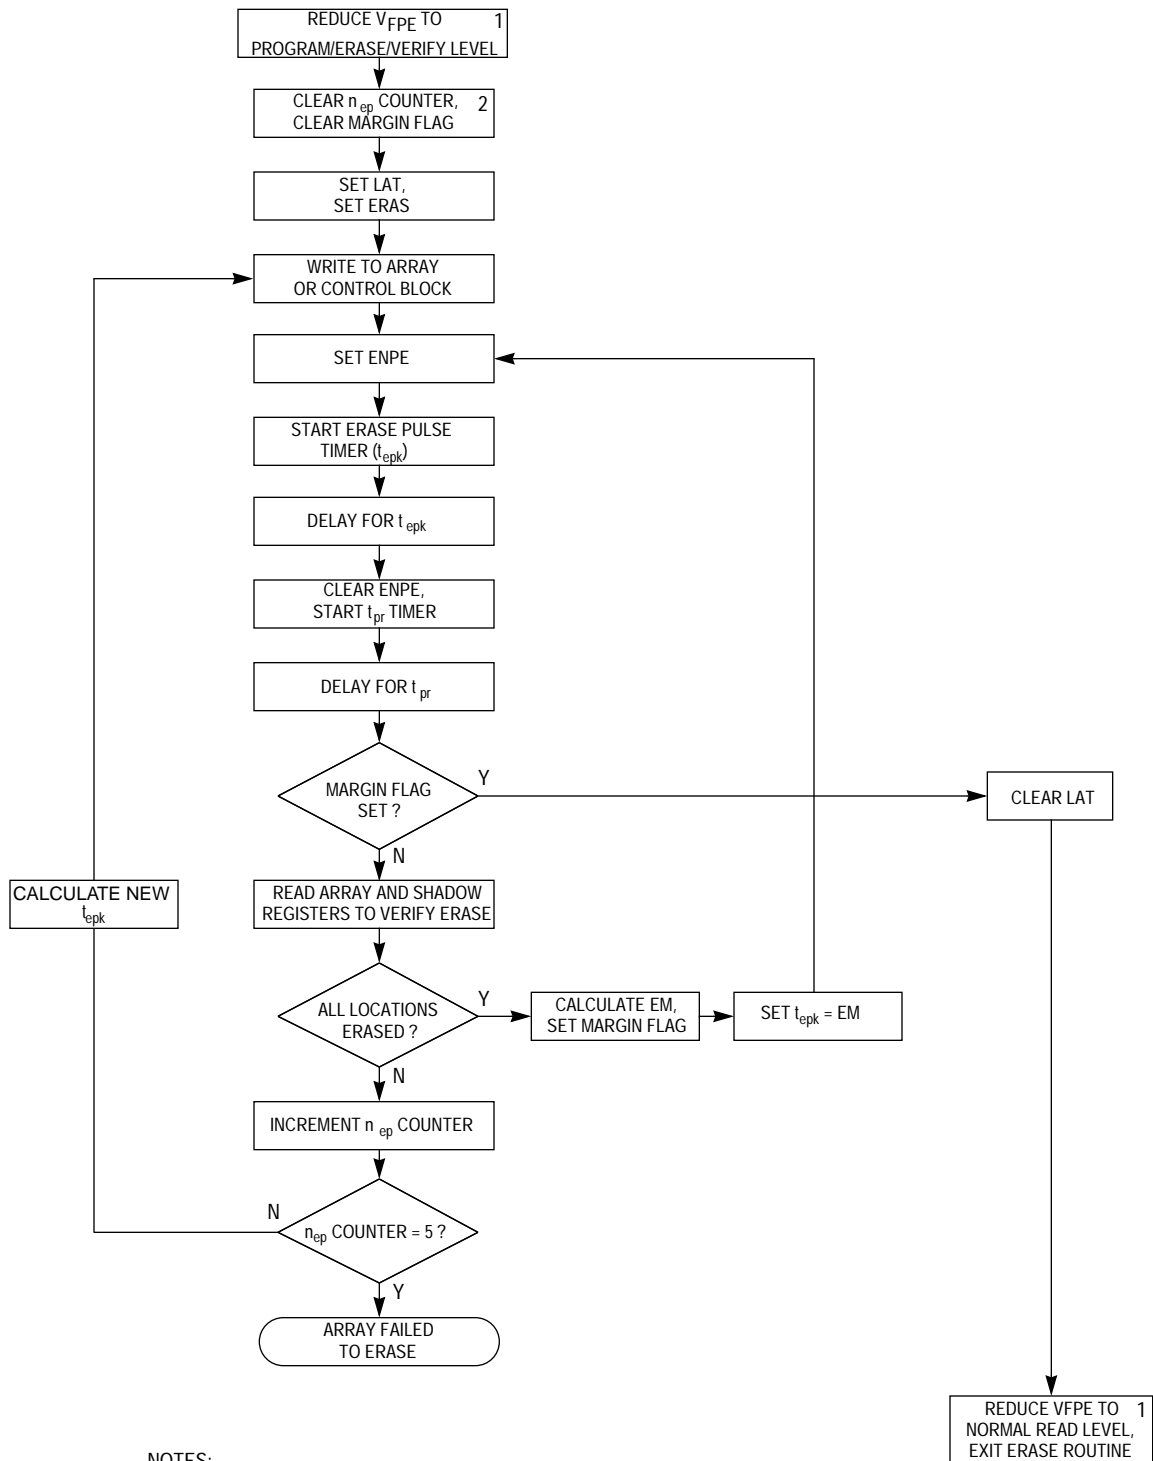 REDUCE VFPE TO 1
PROGRAM/ERASE/VERIFY LEVEL
CLEAR nep COUNTER, 2
CLEAR MARGIN FLAG
SET LAT,
SET ERAS
WRITE TO ARRAY
OR CONTROL BLOCK
SET ENPE
START ERASE PULSE
TIMER (tepk)
DELAY FOR tepk
CLEAR ENPE,
START tpr TIMER
DELAY FOR tpr
MARGIN FLAG
SET ?
Y
CLEAR LAT
N
CALCULATE NEW
tepk
READ ARRAY AND SHADOW
REGISTERS TO VERIFY ERASE
ALL LOCATIONS
ERASED ?
Y
CALCULATE EM,
SET MARGIN FLAG
SET tepk = EM
N
INCREMENT nep COUNTER
N
nep COUNTER = 5 ?
Y
ARRAY FAILED
TO ERASE
REDUCE VFPE TO 1
NORMAL READ LEVEL,
EXIT ERASE ROUTINE
NOTES: